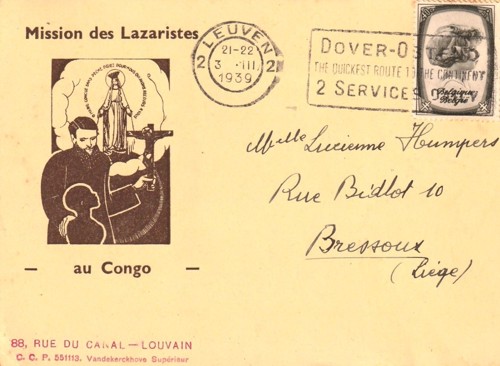 Mission des Lazaristes
2 LEUVEN 2
21-22
3 · III
1939
DOVER-O
THE QUICKEST ROUTE TO THE CONTINENT
2 SERVICES
Belgique
België
Melle Lucienne Humpers
Rue Bidlot 10
Bressoux
(Liège)
— au Congo —
88, RUE DU CANAL — LOUVAIN
C. C. P. 551113. Vandekerckhove Supérieur